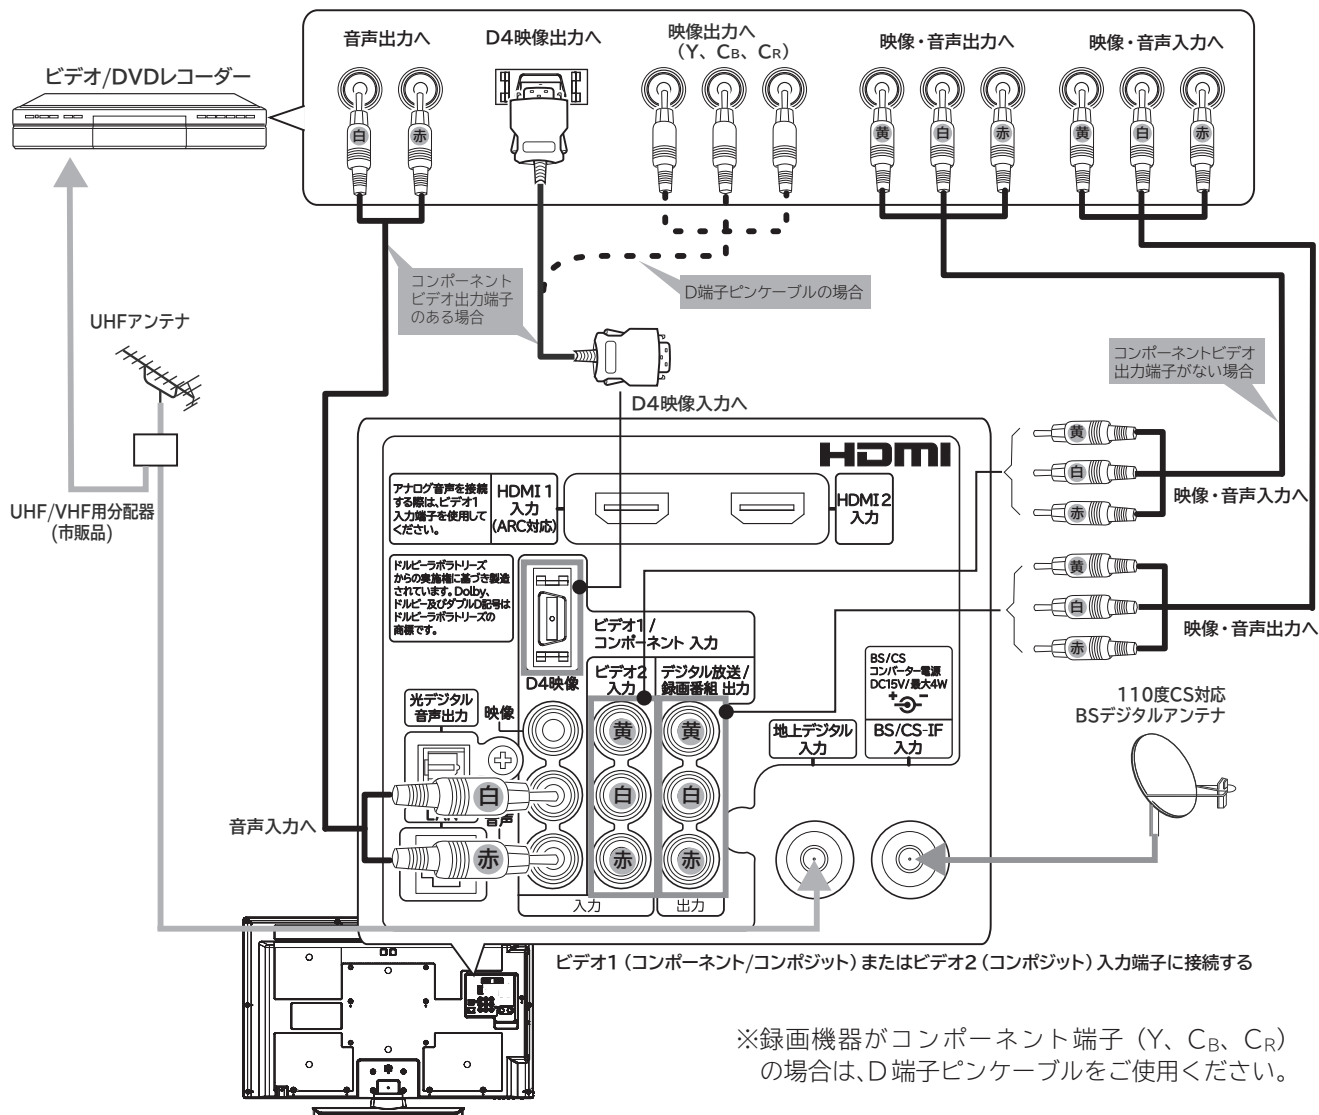 音声出力へ
D4映像出力へ
映像出力へ
(Y、CB、CR)
映像・音声出力へ
映像・音声入力へ
ビデオ/DVDレコーダー
白
赤
黄
白
赤
黄
白
赤
コンポーネント
ビデオ出力端子
のある場合
D端子ピンケーブルの場合
UHFアンテナ
コンポーネントビデオ
出力端子がない場合
D4映像入力へ
黄
白
赤
映像・音声入力へ
UHF/VHF用分配器
(市販品)
HDMI
アナログ音声を接続
する際は、ビデオ1
入力端子を使用して
ください。
HDMI 1
入力
(ARC対応)
HDMI 2
入力
ドルビーラボラトリーズ
からの実施権に基づき製造
されています。Dolby、
ドルビー及びダブルD記号は
ドルビーラボラトリーズの
商標です。
黄
白
赤
映像・音声出力へ
ビデオ1 /
コンポーネント 入力
D4映像
ビデオ2
入力
デジタル放送 /
録画番組 出力
BS/CS
コンバーター電源
DC15V/最大4W
+ -
BS/CS-IF
入力
地上デジタル
入力
110度CS対応
BSデジタルアンテナ
光デジタル
音声出力
映像
黄
黄
白
白
白
音声
赤
赤
赤
音声入力へ
入力
出力
ビデオ1 (コンポーネント/コンポジット) またはビデオ2 (コンポジット) 入力端子に接続する
※録画機器がコンポーネント端子 (Y、CB、CR)
の場合は、D端子ピンケーブルをご使用ください。